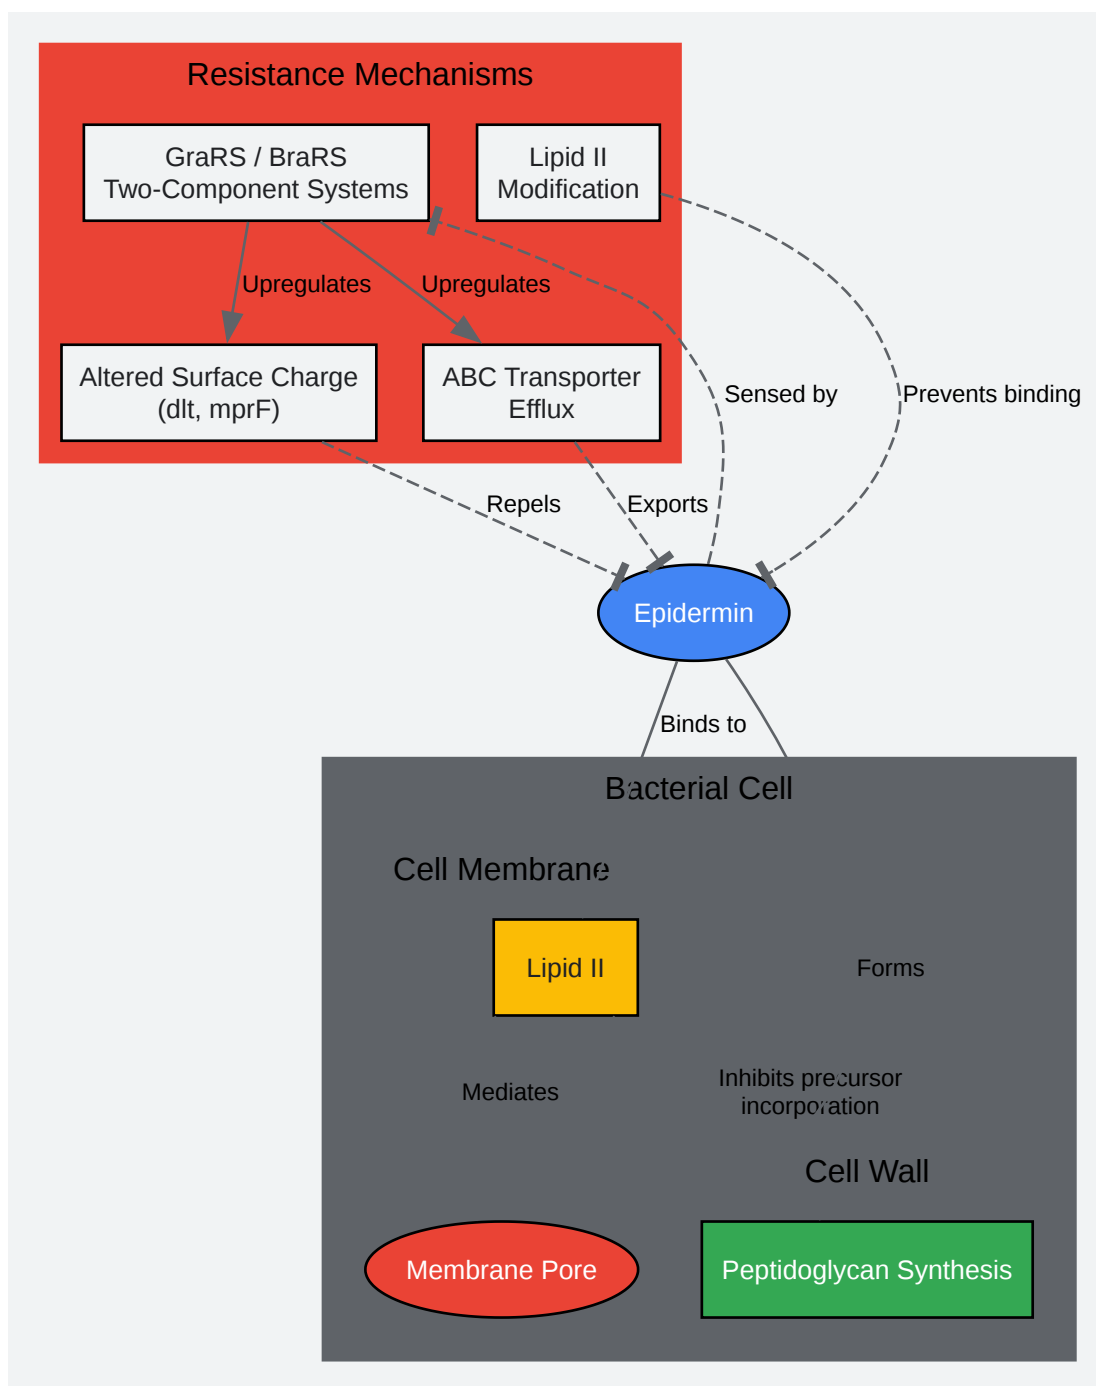 Resistance Mechanisms
GraRS / BraRS
Two-Component Systems
Lipid II
Modification
Upregulates
Upregulates
Altered Surface Charge
(dlt, mprF)
ABC Transporter
Efflux
Sensed by
Prevents binding
Repels
Exports
Epidermin
Binds to
Bacterial Cell
Cell Membrane
Lipid II
Forms
Mediates
Inhibits precursor
incorporation
Cell Wall
Membrane Pore
Peptidoglycan Synthesis